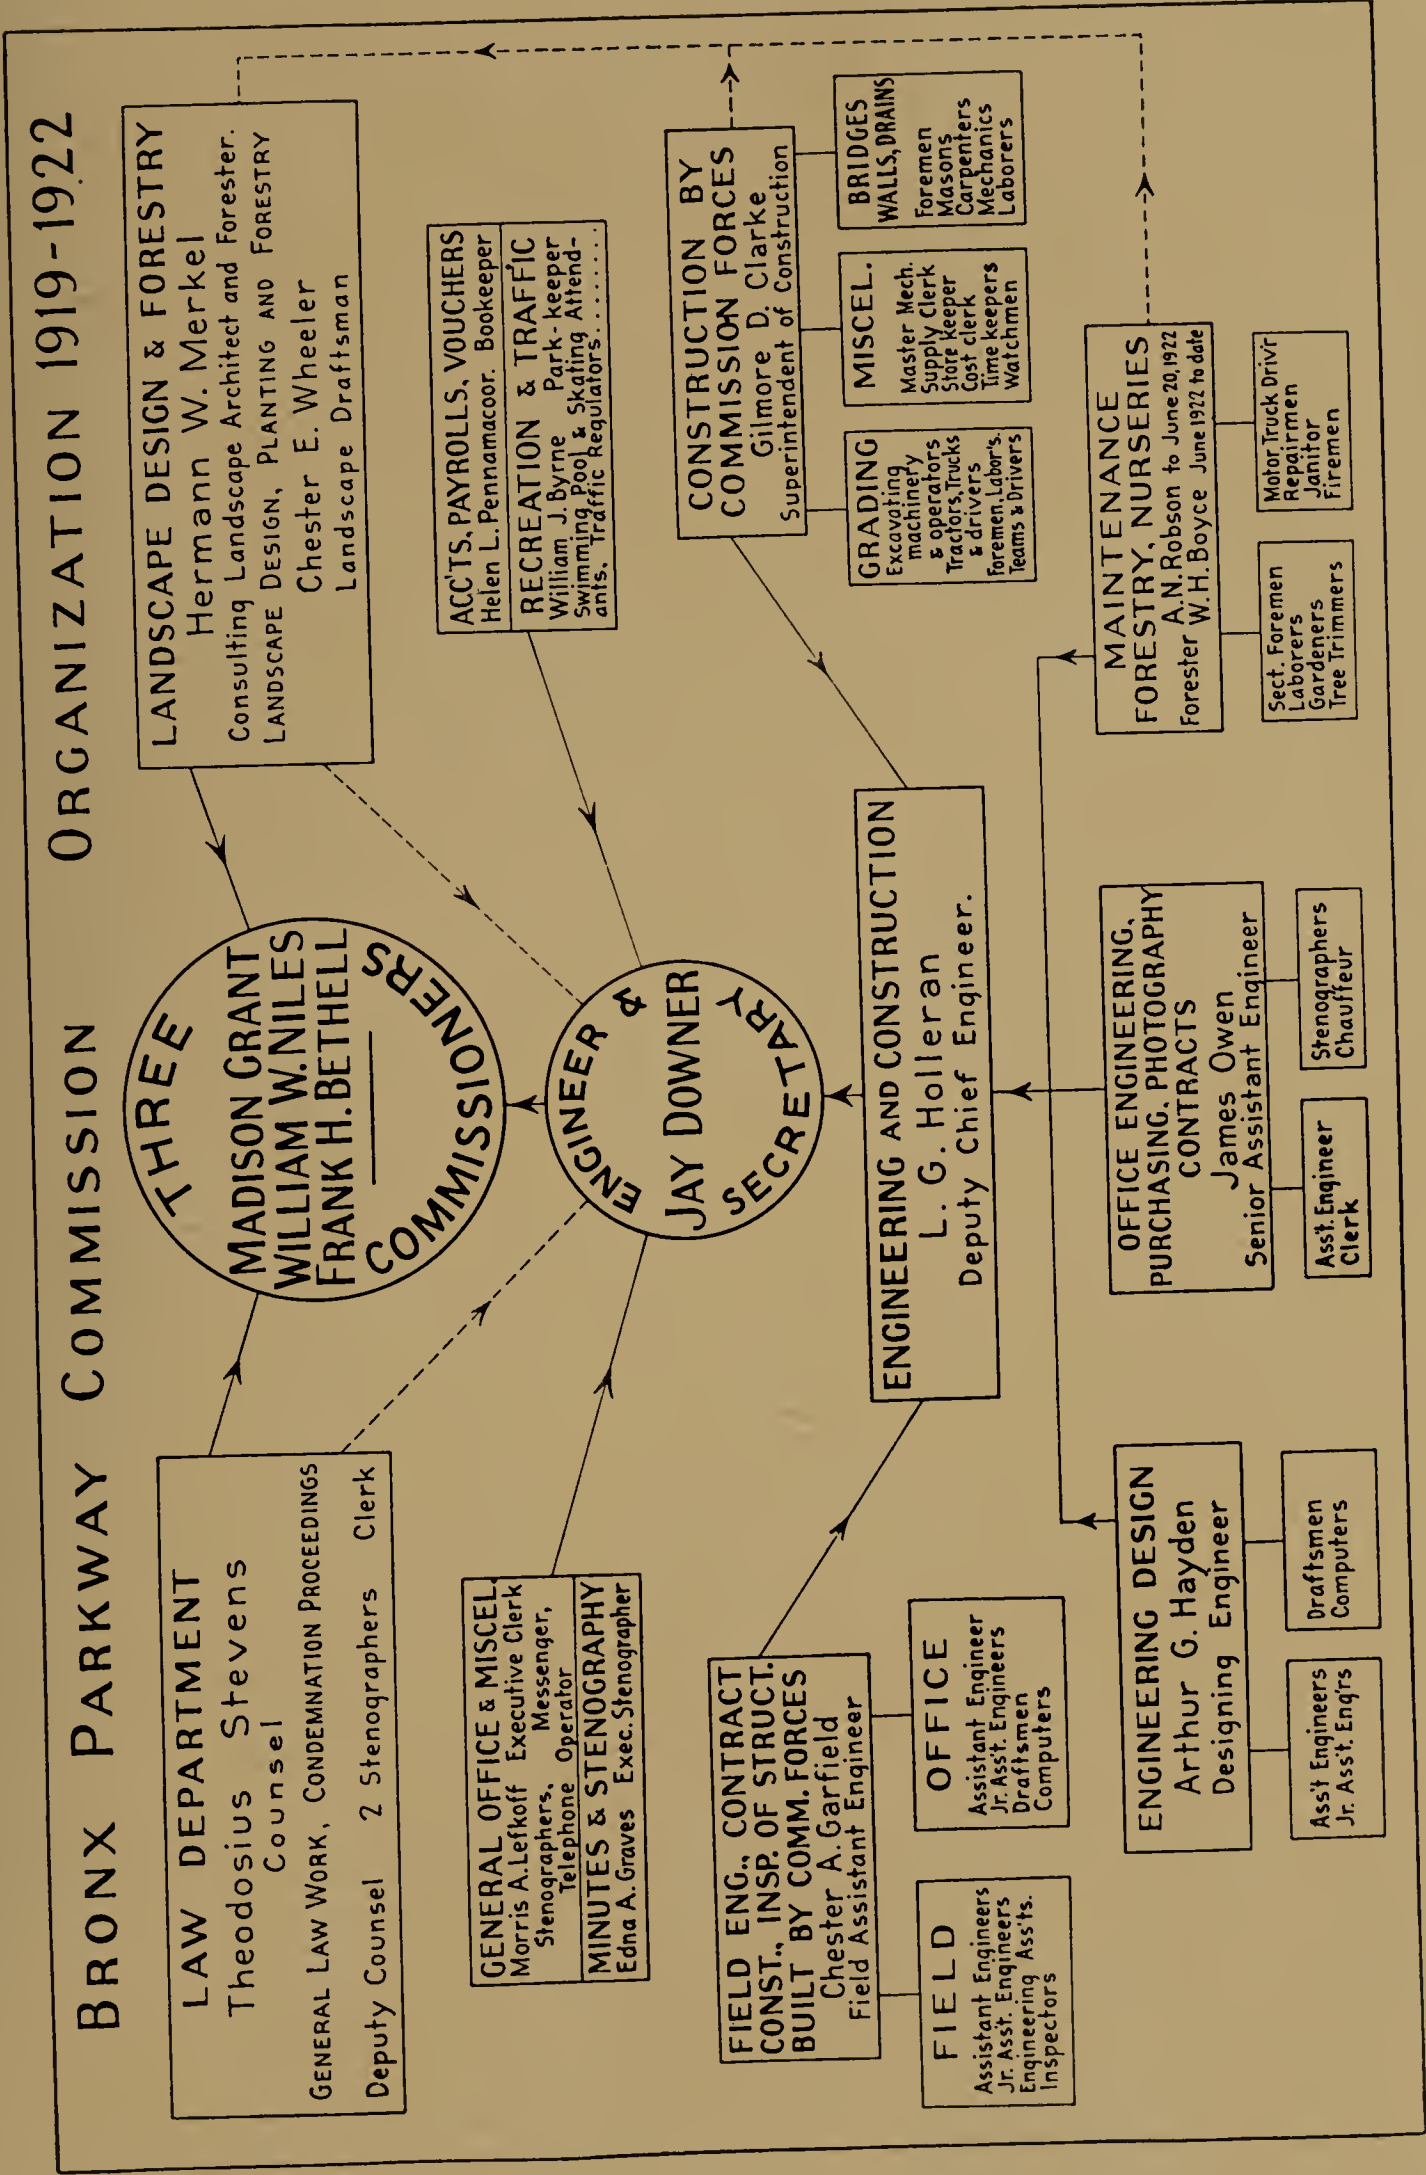 BRONX PARKWAY COMMISSION ORGANIZATION 1919-1922
LAW DEPARTMENT
Theodosius Stevens
Counsel
GENERAL LAW WORK, CONDEMNATION PROCEEDINGS
Deputy Counsel 2 Stenographers Clerk
THREE
MADISON GRANT
WILLIAM W. NILES
FRANK H. BETHELL
COMMISSIONERS
LANDSCAPE DESIGN & FORESTRY
Hermann W. Merkel
Consulting Landscape Architect and Forester.
LANDSCAPE DESIGN, PLANTING AND FORESTRY
Chester E. Wheeler
Landscape Draftsman
GENERAL OFFICE & MISCEL.
Morris A. Lefkoff Executive Clerk
Stenographers, Messenger,
Telephone Operator
MINUTES & STENOGRAPHY
Edna A. Graves Exec. Stenographer
ENGINEER &
JAY DOWNER
SECRETARY
ACC'TS, PAYROLLS, VOUCHERS
Helen L. Pennamacoor. Bookeeper
RECREATION & TRAFFIC
William J. Byrne Park-keeper
Swimming Pool & Skating Attend-
ants. Traffic Regulators........
FIELD ENG., CONTRACT
CONST., INSP. OF STRUCT.
BUILT BY COMM. FORCES
Chester A. Garfield
Field Assistant Engineer
FIELD
Assistant Engineers
Jr. Ass't. Engineers
Engineering Ass'ts.
Inspectors
OFFICE
Assistant Engineer
Jr. Ass't. Engineers
Draftsmen
Computers
ENGINEERING AND CONSTRUCTION
L. G. Holleran
Deputy Chief Engineer.
CONSTRUCTION BY
COMMISSION FORCES
Gilmore D. Clarke
Superintendent of Construction
GRADING
Excavating
machinery
& operators
Tractors, Trucks
& drivers
Foremen, Labor's.
Teams & Drivers
MISCEL.
Master Mech.
Supply Clerk
Store keeper
Cost clerk
Time keepers
Watchmen
BRIDGES
WALLS, DRAINS
Foremen
Masons
Carpenters
Mechanics
Laborers
ENGINEERING DESIGN
Arthur G. Hayden
Designing Engineer
Ass't Engineers
Jr. Ass't. Eng'rs
Draftsmen
Computers
OFFICE ENGINEERING,
PURCHASING, PHOTOGRAPHY
CONTRACTS
James Owen
Senior Assistant Engineer
Ass't. Engineer
Clerk
Stenographers
Chauffeur
MAINTENANCE
FORESTRY, NURSERIES
Forester A.N. Robson to June 20, 1922
W.H. Boyce June 1922 to date
Sect. Foremen
Laborers
Gardeners
Tree Trimmers
Motor Truck Driv'r
Repairmen
Janitor
Firemen